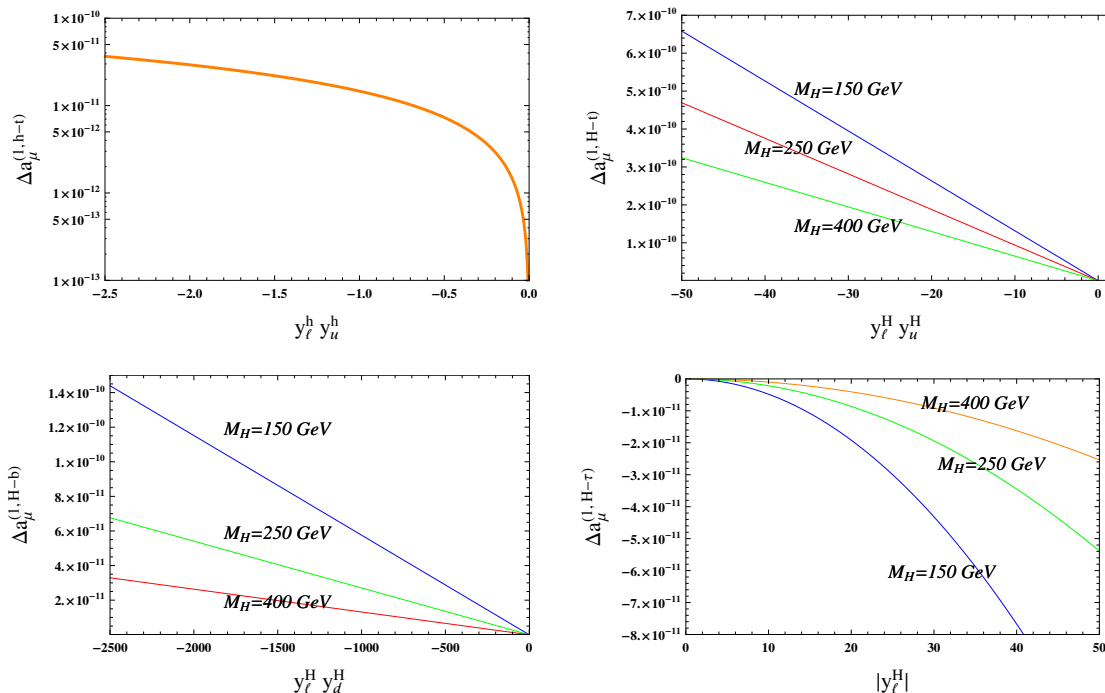 Δa_μ^(1, h−t)
5×10^−11
1×10^−11
5×10^−12
1×10^−12
5×10^−13
1×10^−13
−2.5 −2.0 −1.5 −1.0 −0.5 0.0
y_ℓ^h y_u^h
Δa_μ^(1, H−t)
7.×10^−10
6.×10^−10
5.×10^−10
4.×10^−10
3.×10^−10
2.×10^−10
1.×10^−10
M_H=150 GeV
M_H=250 GeV
M_H=400 GeV
−50 −40 −30 −20 −10 0
y_ℓ^H y_u^H
Δa_μ^(1, H−b)
1.4×10^−10
1.2×10^−10
1.×10^−10
8.×10^−11
6.×10^−11
4.×10^−11
2.×10^−11
M_H=150 GeV
M_H=250 GeV
M_H=400 GeV
−2500 −2000 −1500 −1000 −500 0
y_ℓ^H y_d^H
Δa_μ^(1, H−τ)
0
−1.×10^−11
−2.×10^−11
−3.×10^−11
−4.×10^−11
−5.×10^−11
−6.×10^−11
−7.×10^−11
−8.×10^−11
M_H=400 GeV
M_H=250 GeV
M_H=150 GeV
0 10 20 30 40 50
|y_ℓ^H|